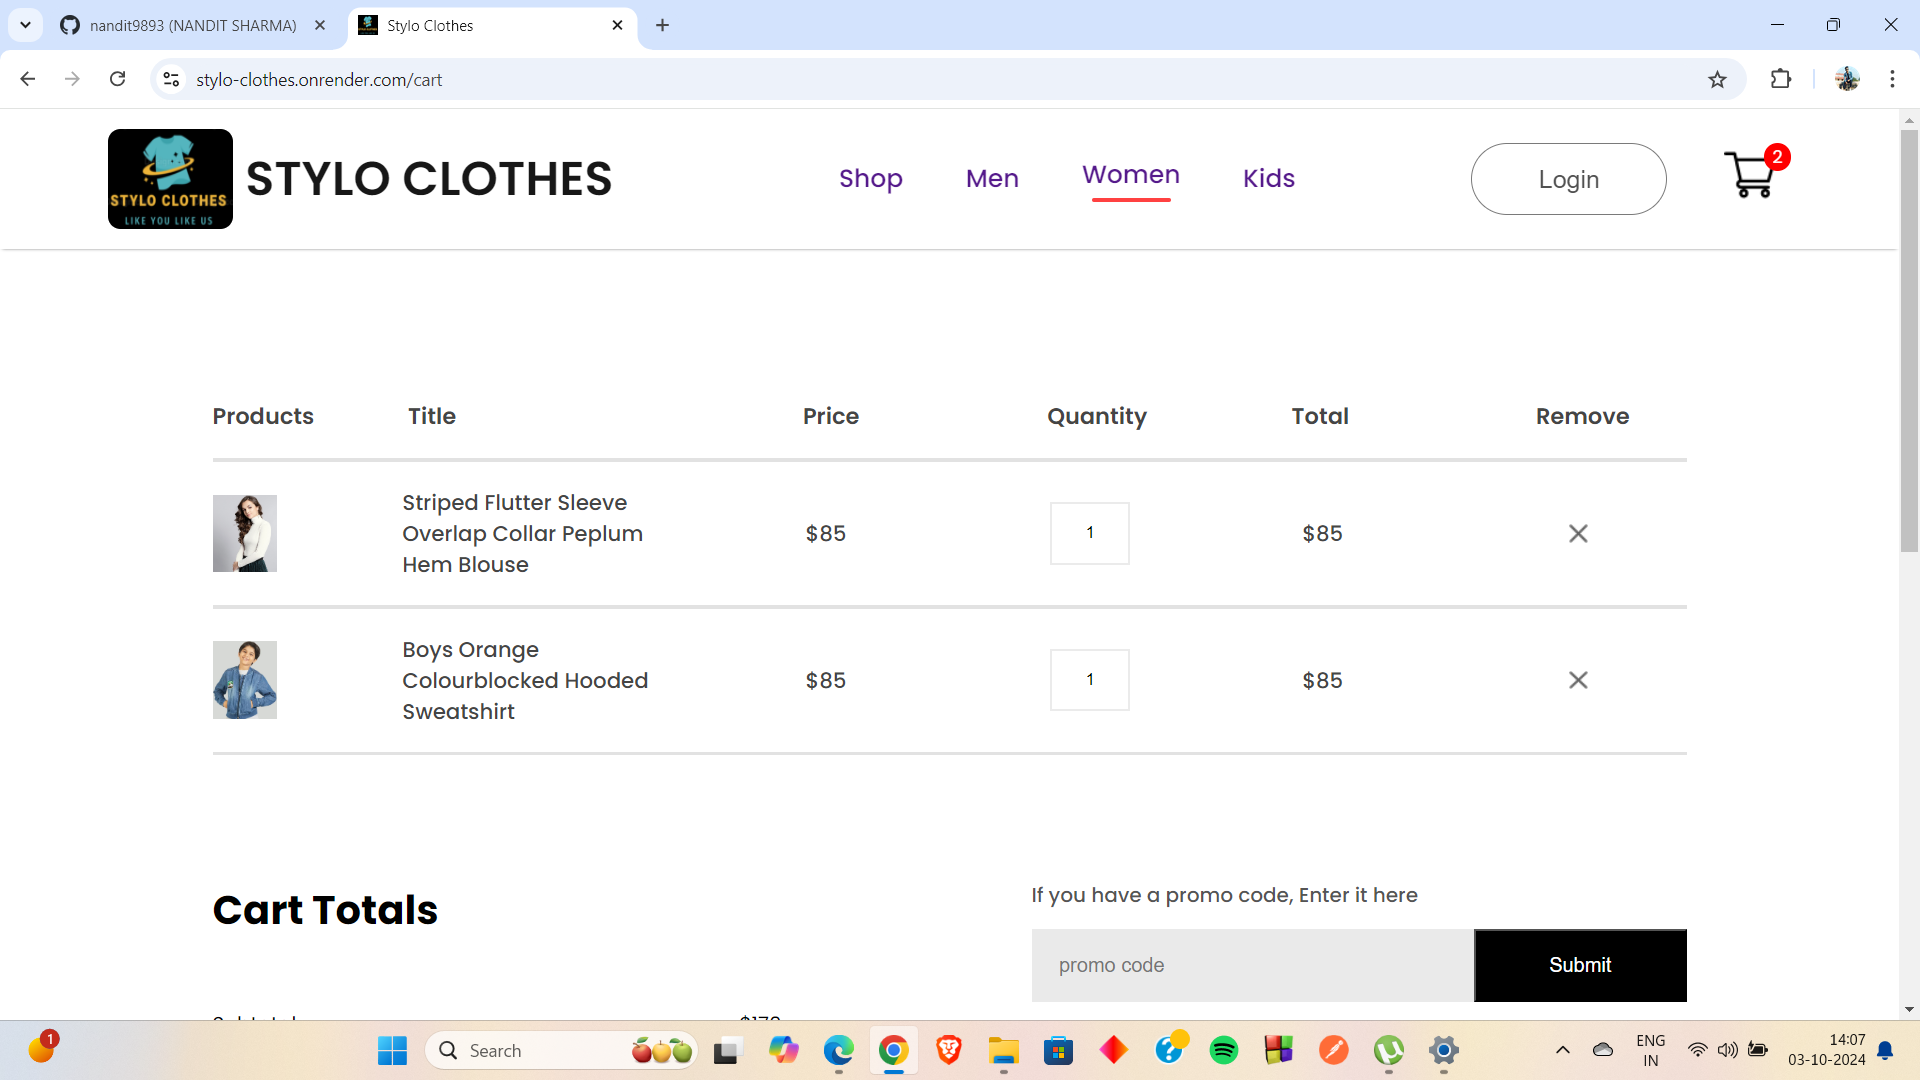 nandit9893 (NANDIT SHARMA)
Stylo Clothes
stylo-clothes.onrender.com/cart
STYLO CLOTHES
LIKE YOU LIKE US
STYLO CLOTHES
Shop
Men
Women
Kids
Login
2
Products
Title
Price
Quantity
Total
Remove
Striped Flutter Sleeve
Overlap Collar Peplum
Hem Blouse
$85
1
$85
Boys Orange
Colourblocked Hooded
Sweatshirt
$85
1
$85
Cart Totals
If you have a promo code, Enter it here
promo code
Submit
1
Search
ENG
IN
14:07
03-10-2024